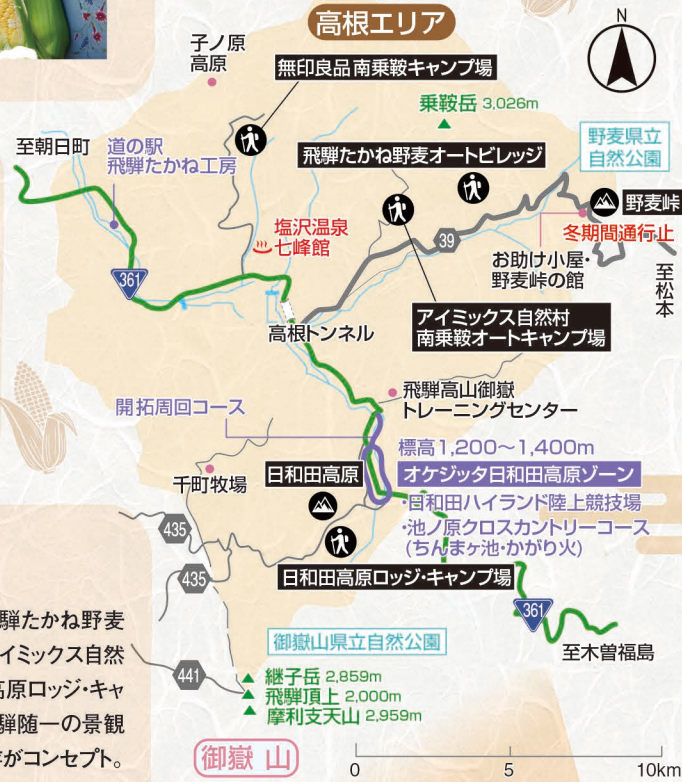 高根エリア
N
子ノ原
高原
無印良品 南乗鞍キャンプ場
乗鞍岳 3,026m
至朝日町
道の駅
飛騨たかね工房
飛騨たかね野麦オートビレッジ
野麦県立
自然公園
野麦峠
冬期間通行止
塩沢温泉
七峰館
39
お助け小屋・
野麦峠の館
至松本
361
高根トンネル
アイミックス自然村
南乗鞍オートキャンプ場
飛騨高山御嶽
トレーニングセンター
開拓周回コース
標高1,200～1,400m
日和田高原
オケジッタ日和田高原ゾーン
千町牧場
・日和田ハイランド陸上競技場
・池ノ原クロスカントリーコース
(ちんまヶ池・かがり火)
435
435
日和田高原ロッジ・キャンプ場
361
至木曽福島
御嶽山県立自然公園
441
継子岳 2,859m
飛騨頂上 2,000m
摩利支天山 2,959m
御嶽 山
0 5 10km
騨たかね野麦
イミックス自然
高原ロッジ・キャ
騨随一の景観
がコンセプト。